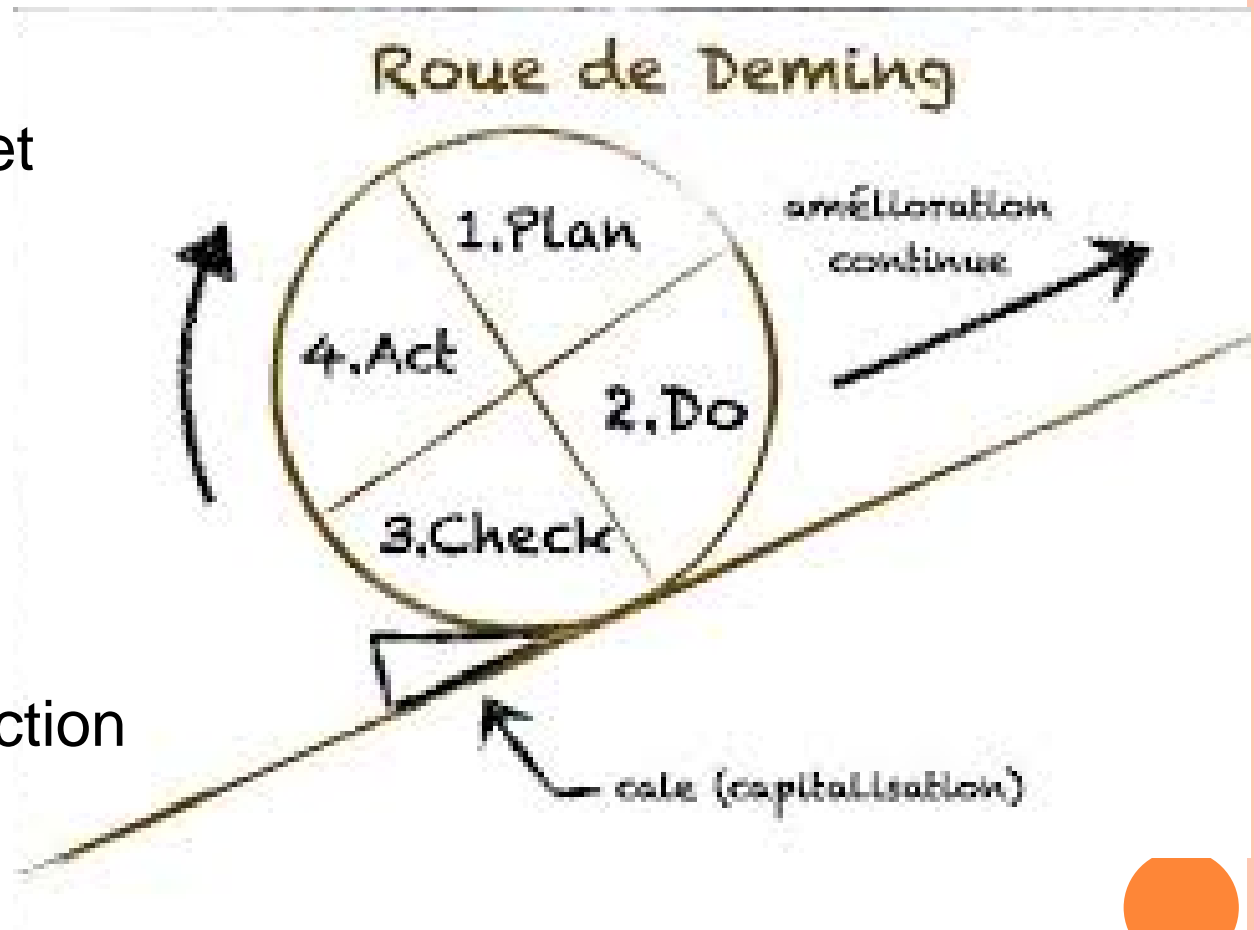 Roue de Deming
et
amélioration
continue
1.Plan
4.Act
2.Do
3.Check
ction
cale (capitalisation)